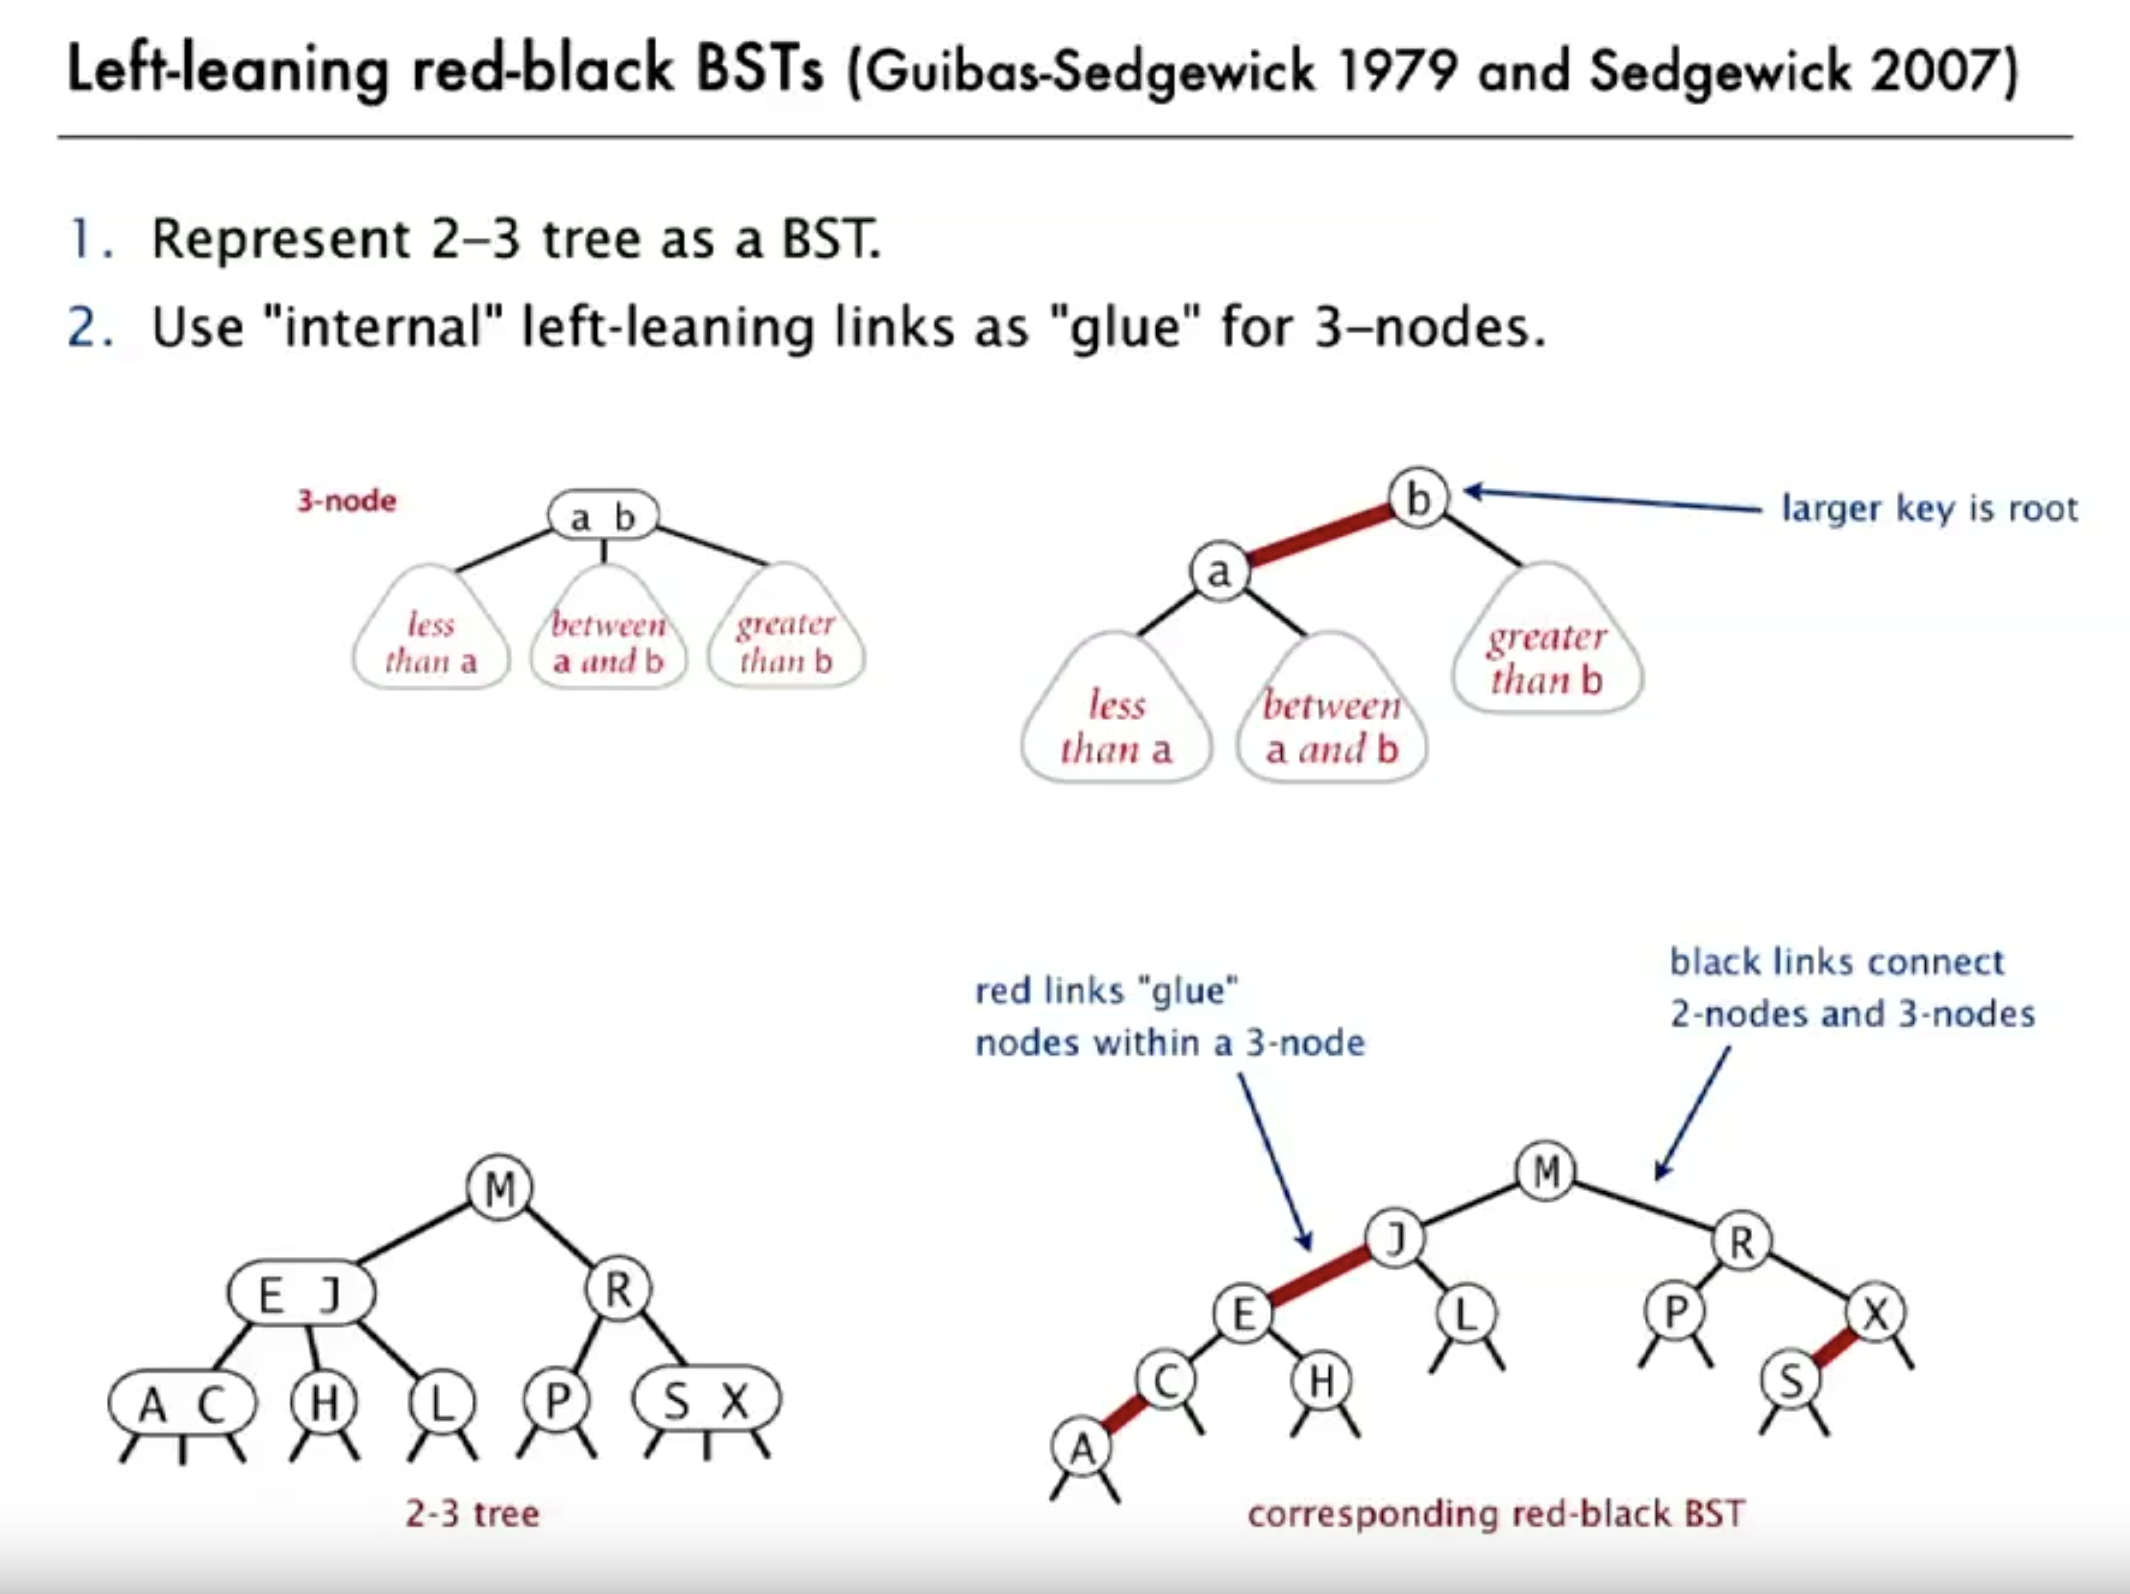 Left-leaning red-black BSTs (Guibas-Sedgewick 1979 and Sedgewick 2007)
1. Represent 2–3 tree as a BST.
2. Use "internal" left-leaning links as "glue" for 3–nodes.
3-node
a b
less
than a
between
a and b
greater
than b
b
larger key is root
a
less
than a
between
a and b
greater
than b
M
E J
R
A C
H
L
P
S X
2-3 tree
red links "glue"
nodes within a 3-node
black links connect
2-nodes and 3-nodes
M
J
R
E
L
P
X
C
H
S
A
corresponding red-black BST